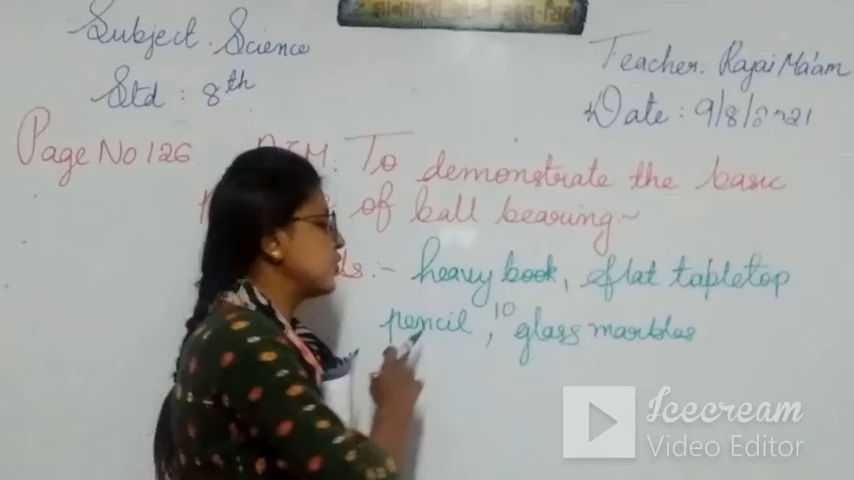 Subject. Science
Std : 8th
Teacher. Rajai Ma'am
Date : 9/8/2021
Page No 126
To demonstrate the basic
of ball bearing.~
heavy book, flat tabletop
pencil, 10 glass marbles
Icecream
Video Editor